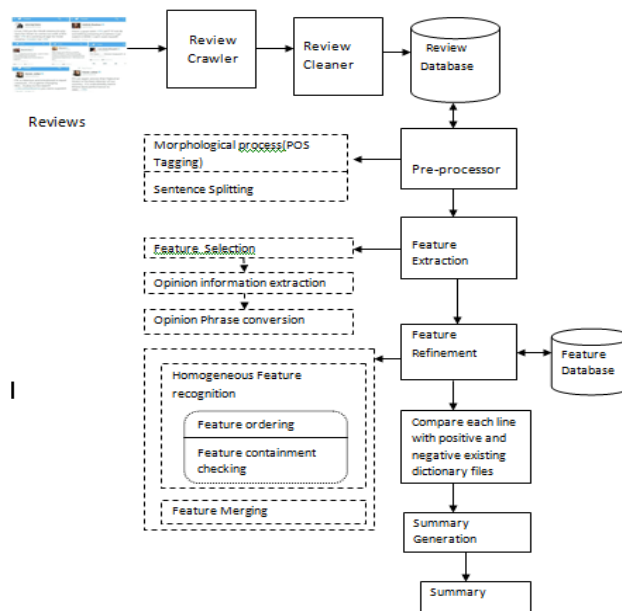 Reviews
Review
Crawler
Review
Cleaner
Review
Database
Morphological process(POS
Tagging)
Sentence Splitting
Pre-processor
Feature Selection
Opinion information extraction
Opinion Phrase conversion
Feature
Extraction
Feature
Refinement
Feature
Database
Homogeneous Feature
recognition
Feature ordering
Feature containment
checking
Feature Merging
Compare each line
with positive and
negative existing
dictionary files
Summary
Generation
Summary